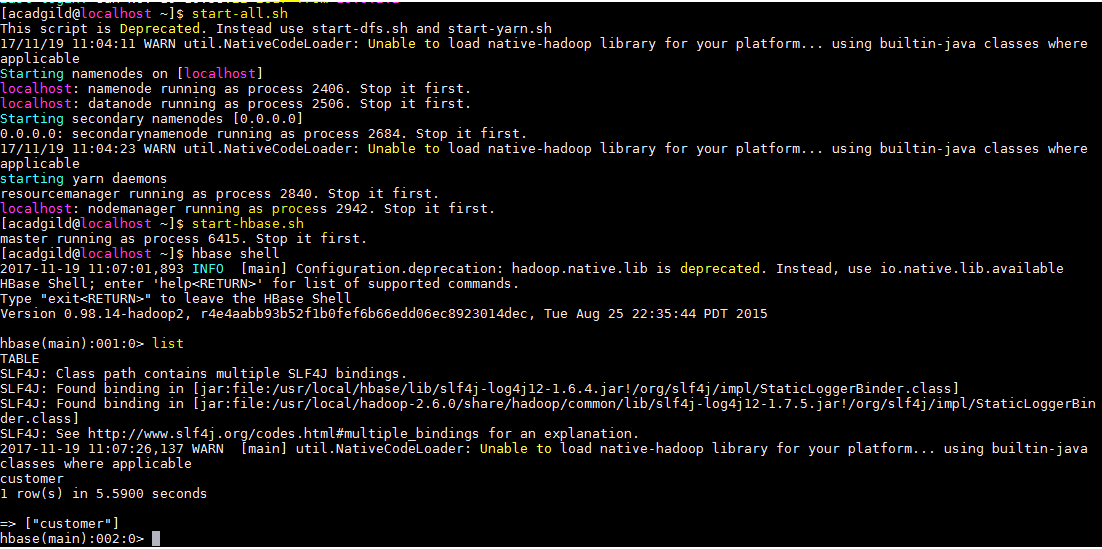 [acadgild@localhost ~]$ start-all.sh
This script is Deprecated. Instead use start-dfs.sh and start-yarn.sh
17/11/19 11:04:11 WARN util.NativeCodeLoader: Unable to load native-hadoop library for your platform... using builtin-java classes where
applicable
Starting namenodes on [localhost]
localhost: namenode running as process 2406. Stop it first.
localhost: datanode running as process 2506. Stop it first.
Starting secondary namenodes [0.0.0.0]
0.0.0.0: secondarynamenode running as process 2684. Stop it first.
17/11/19 11:04:23 WARN util.NativeCodeLoader: Unable to load native-hadoop library for your platform... using builtin-java classes where
applicable
starting yarn daemons
resourcemanager running as process 2840. Stop it first.
localhost: nodemanager running as process 2942. Stop it first.
[acadgild@localhost ~]$ start-hbase.sh
master running as process 6415. Stop it first.
[acadgild@localhost ~]$ hbase shell
2017-11-19 11:07:01,893 INFO  [main] Configuration.deprecation: hadoop.native.lib is deprecated. Instead, use io.native.lib.available
HBase Shell; enter 'help<RETURN>' for list of supported commands.
Type "exit<RETURN>" to leave the HBase Shell
Version 0.98.14-hadoop2, r4e4aabb93b52f1b0fef6b66edd06ec8923014dec, Tue Aug 25 22:35:44 PDT 2015
hbase(main):001:0> list
TABLE
SLF4J: Class path contains multiple SLF4J bindings.
SLF4J: Found binding in [jar:file:/usr/local/hbase/lib/slf4j-log4j12-1.6.4.jar!/org/slf4j/impl/StaticLoggerBinder.class]
SLF4J: Found binding in [jar:file:/usr/local/hadoop-2.6.0/share/hadoop/common/lib/slf4j-log4j12-1.7.5.jar!/org/slf4j/impl/StaticLoggerBin
der.class]
SLF4J: See http://www.slf4j.org/codes.html#multiple_bindings for an explanation.
2017-11-19 11:07:26,137 WARN  [main] util.NativeCodeLoader: Unable to load native-hadoop library for your platform... using builtin-java
classes where applicable
customer
1 row(s) in 5.5900 seconds
=> ["customer"]
hbase(main):002:0>